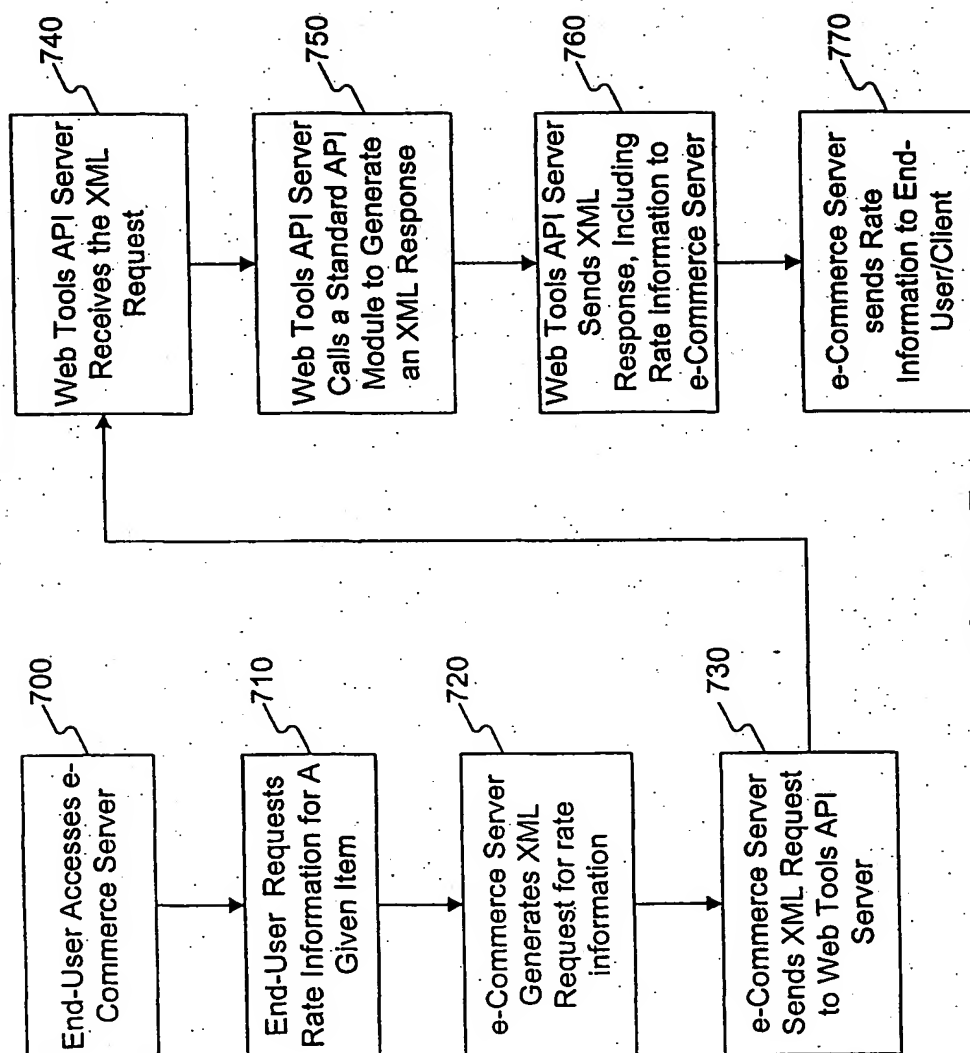 700
End-User Accesses e-
Commerce Server
710
End-User Requests
Rate Information for A
Given Item
720
e-Commerce Server
Generates XML
Request for rate
information
730
e-Commerce Server
Sends XML Request
to Web Tools API
Server
740
Web Tools API Server
Receives the XML
Request
750
Web Tools API Server
Calls a Standard API
Module to Generate
an XML Response
760
Web Tools API Server
Sends XML
Response, Including
Rate Information to
e-Commerce Server
770
e-Commerce Server
sends Rate
Information to End-
User/Client